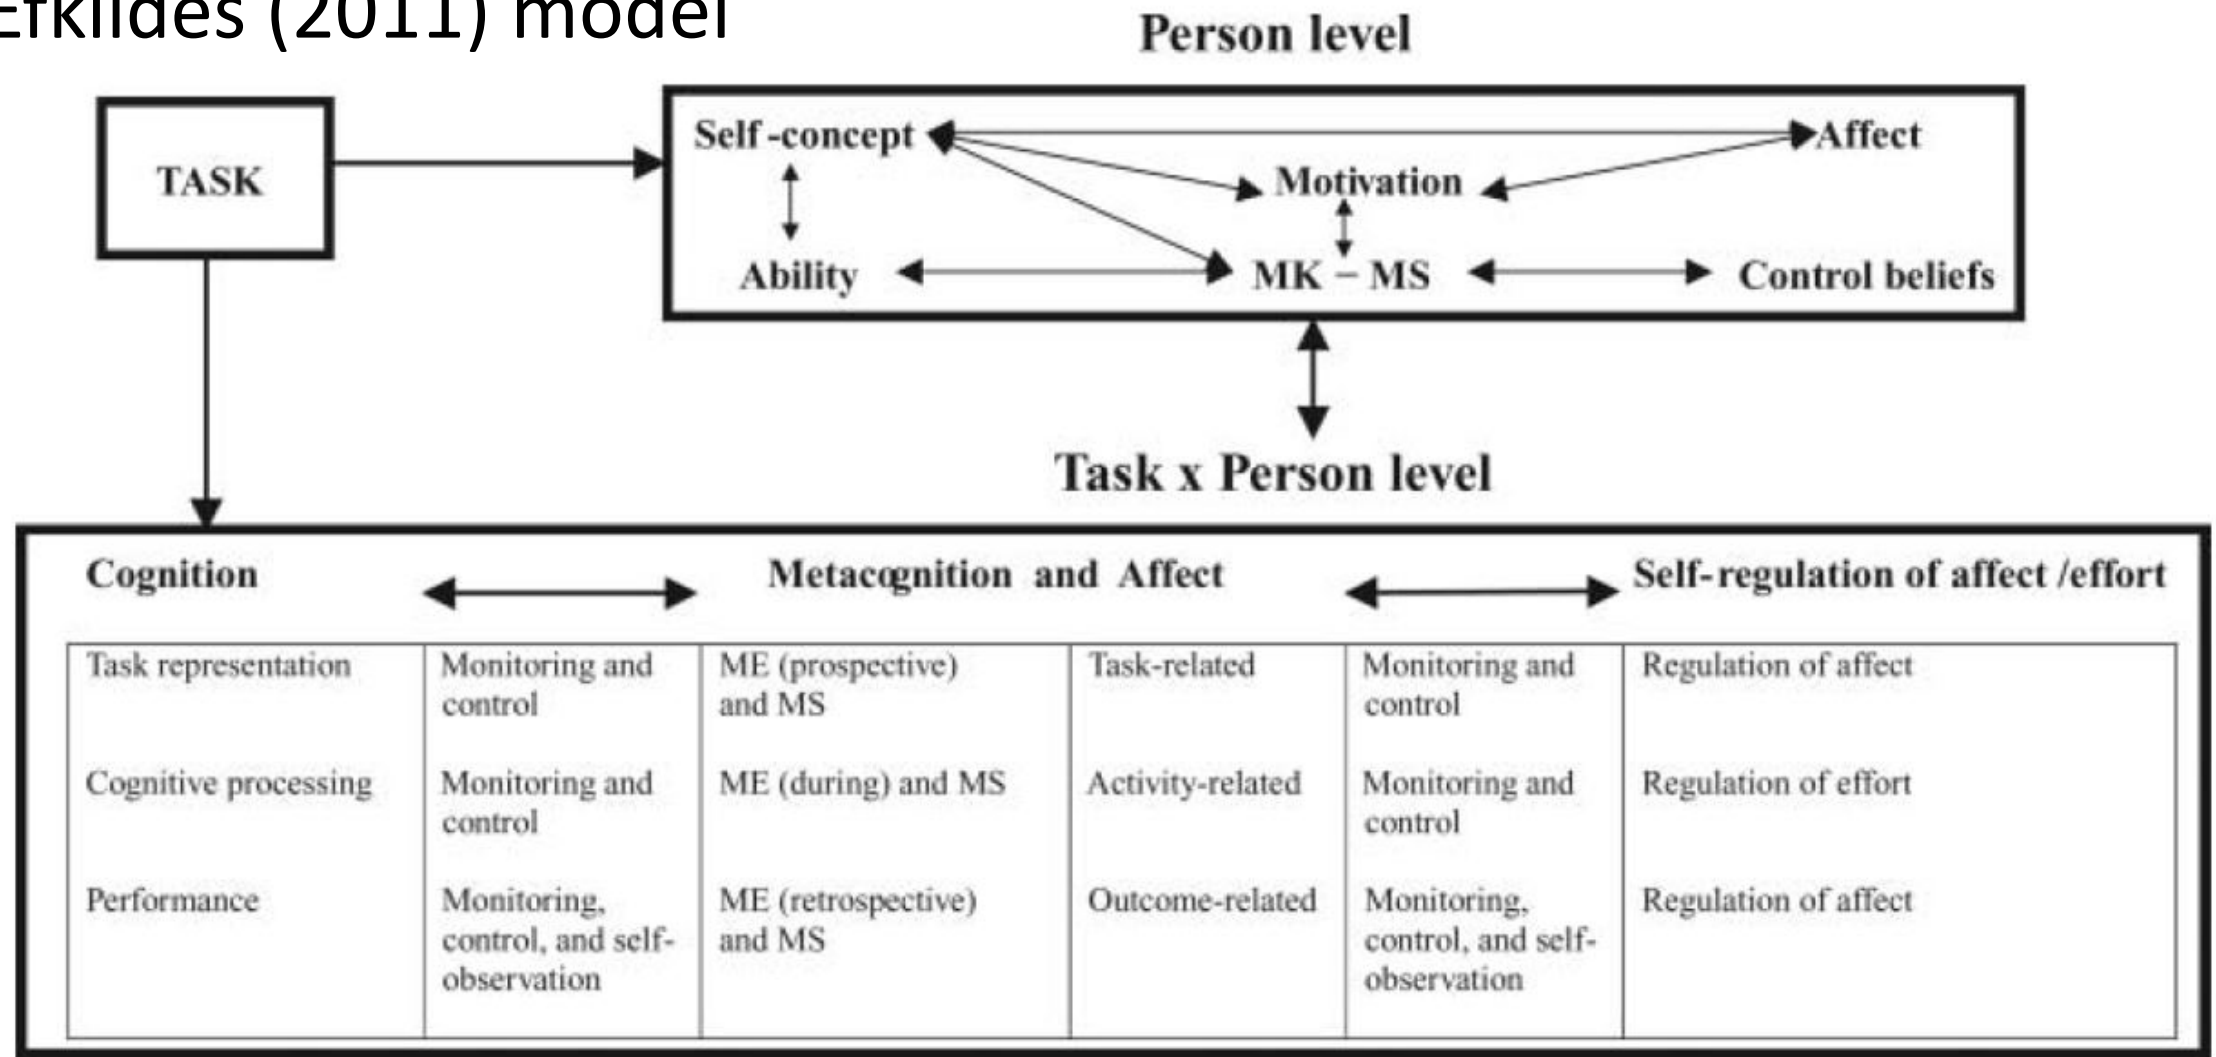 Efklides (2011) model
Person level
TASK
Self-concept
Affect
Motivation
Ability
MK – MS
Control beliefs
Task x Person level
Cognition
Metacognition and Affect
Self-regulation of affect /effort
Task representation
Monitoring and
control
ME (prospective)
and MS
Task-related
Monitoring and
control
Regulation of affect
Cognitive processing
Monitoring and
control
ME (during) and MS
Activity-related
Monitoring and
control
Regulation of effort
Performance
Monitoring,
control, and self-
observation
ME (retrospective)
and MS
Outcome-related
Monitoring,
control, and self-
observation
Regulation of affect